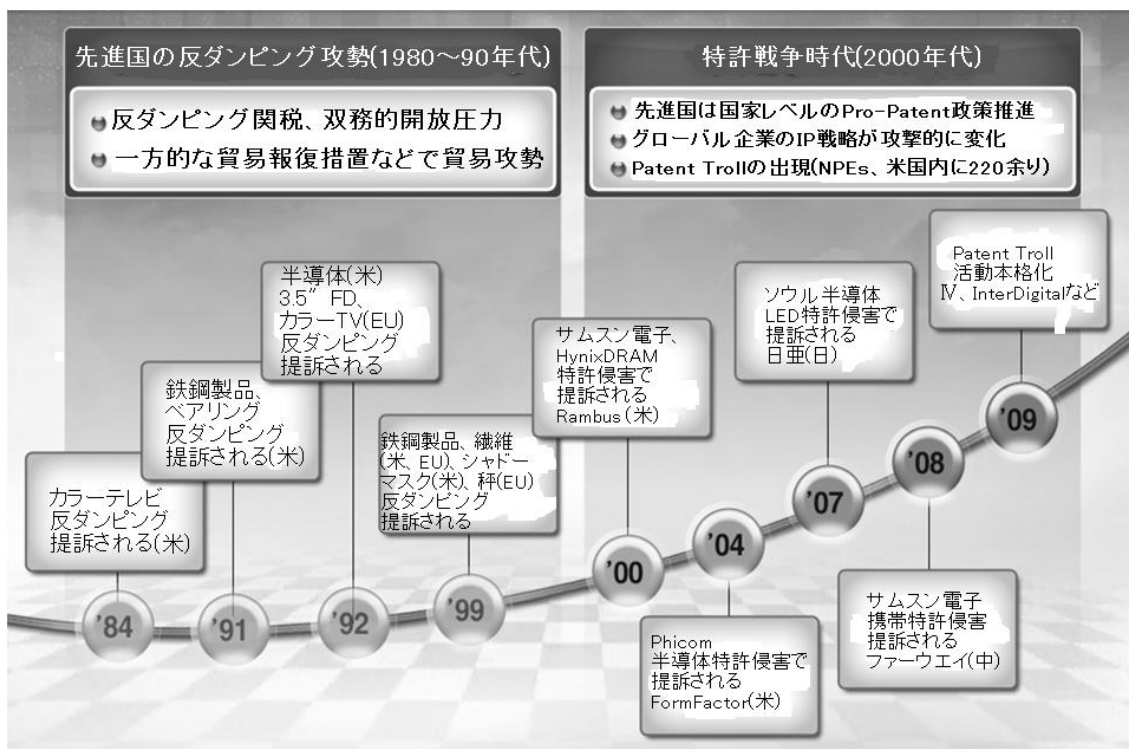 先進国の反ダンピング攻勢(1980～90年代)
反ダンピング関税、双務的開放圧力
一方的な貿易報復措置などで貿易攻勢
特許戦争時代(2000年代)
先進国は国家レベルのPro-Patent政策推進
グローバル企業のIP戦略が攻撃的に変化
Patent Trollの出現(NPEs、米国内に220余り)
カラーテレビ
反ダンピング
提訴される(米)
'84
鉄鋼製品、
ベアリング
反ダンピング
提訴される(米)
'91
半導体(米)
3.5" FD、
カラーTV(EU)
反ダンピング
提訴される
'92
鉄鋼製品、繊維
(米、EU)、シャドー
マスク(米)、秤(EU)
反ダンピング
提訴される
'99
サムスン電子、
HynixDRAM
特許侵害で
提訴される
Rambus(米)
'00
'04
Phicom
半導体特許侵害で
提訴される
FormFactor(米)
ソウル半導体
LED特許侵害で
提訴される
日亜(日)
'07
'08
サムスン電子
携帯特許侵害
提訴される
ファーウエイ(中)
Patent Troll
活動本格化
Ⅳ、InterDigitalなど
'09